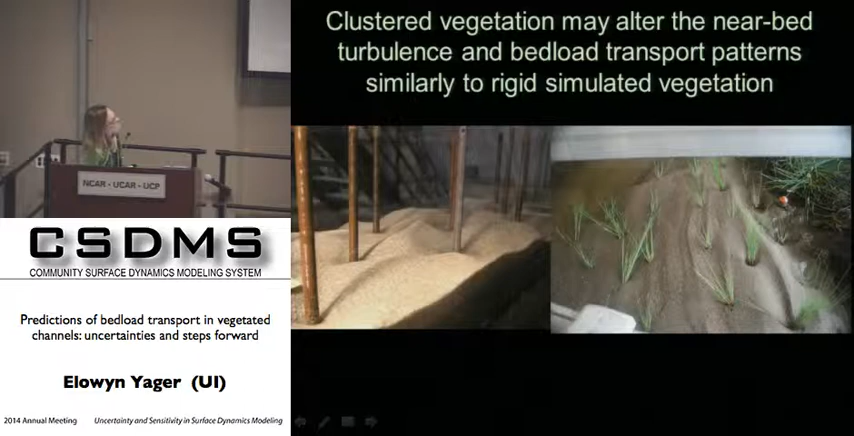 Clustered vegetation may alter the near-bed
turbulence and bedload transport patterns
similarly to rigid simulated vegetation
NCAR - UCAR - UCP
CSDMS
COMMUNITY SURFACE DYNAMICS MODELING SYSTEM
Predictions of bedload transport in vegetated
channels: uncertainties and steps forward
Elowyn Yager (UI)
2014 Annual Meeting Uncertainty and Sensitivity in Surface Dynamics Modeling